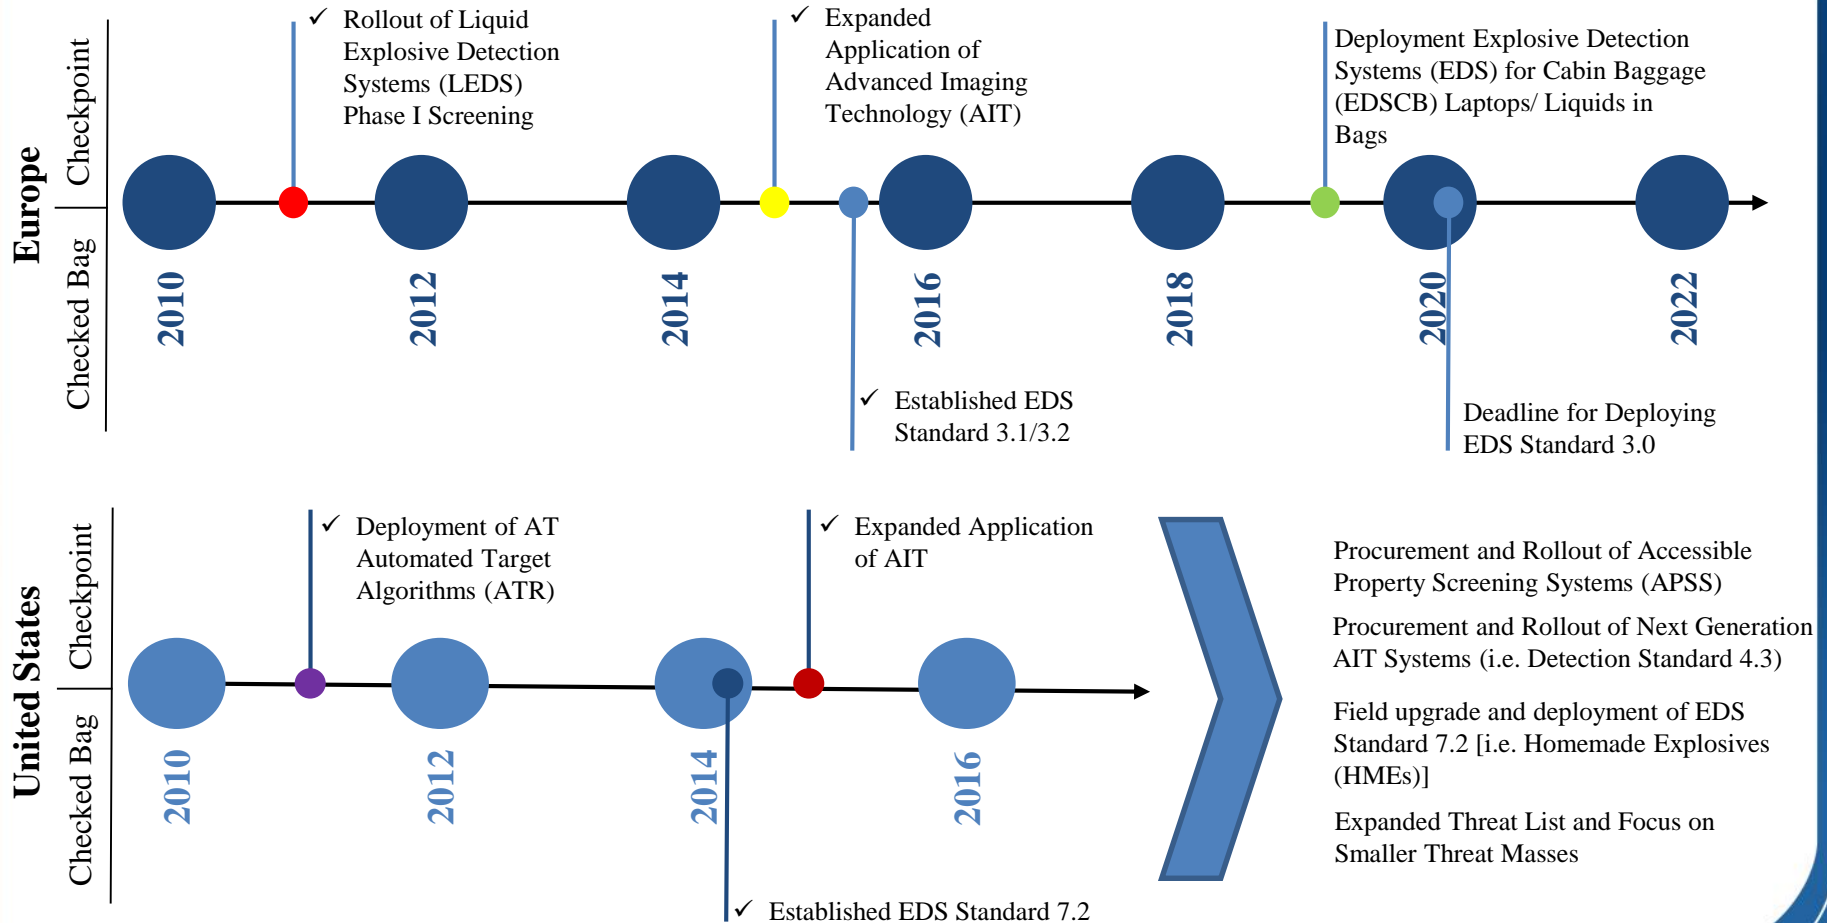 Europe
Checkpoint
Checked Bag
✓ Rollout of Liquid
Explosive Detection
Systems (LEDS)
Phase I Screening
✓ Expanded
Application of
Advanced Imaging
Technology (AIT)
Deployment Explosive Detection
Systems (EDS) for Cabin Baggage
(EDSCB) Laptops/ Liquids in
Bags
2010
2012
2014
2016
2018
2020
2022
✓ Established EDS
Standard 3.1/3.2
Deadline for Deploying
EDS Standard 3.0
United States
Checkpoint
Checked Bag
✓ Deployment of AT
Automated Target
Algorithms (ATR)
✓ Expanded Application
of AIT
2010
2012
2014
2016
✓ Established EDS Standard 7.2
Procurement and Rollout of Accessible
Property Screening Systems (APSS)
Procurement and Rollout of Next Generation
AIT Systems (i.e. Detection Standard 4.3)
Field upgrade and deployment of EDS
Standard 7.2 [i.e. Homemade Explosives
(HMEs)]
Expanded Threat List and Focus on
Smaller Threat Masses